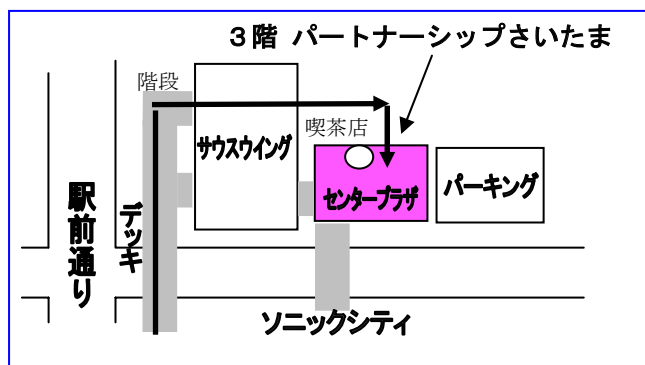 ３階 パートナーシップさいたま
階段
喫茶店
サウスウイング
センタープラザ
パーキング
駅前通り
デッキ
ソニックシティ